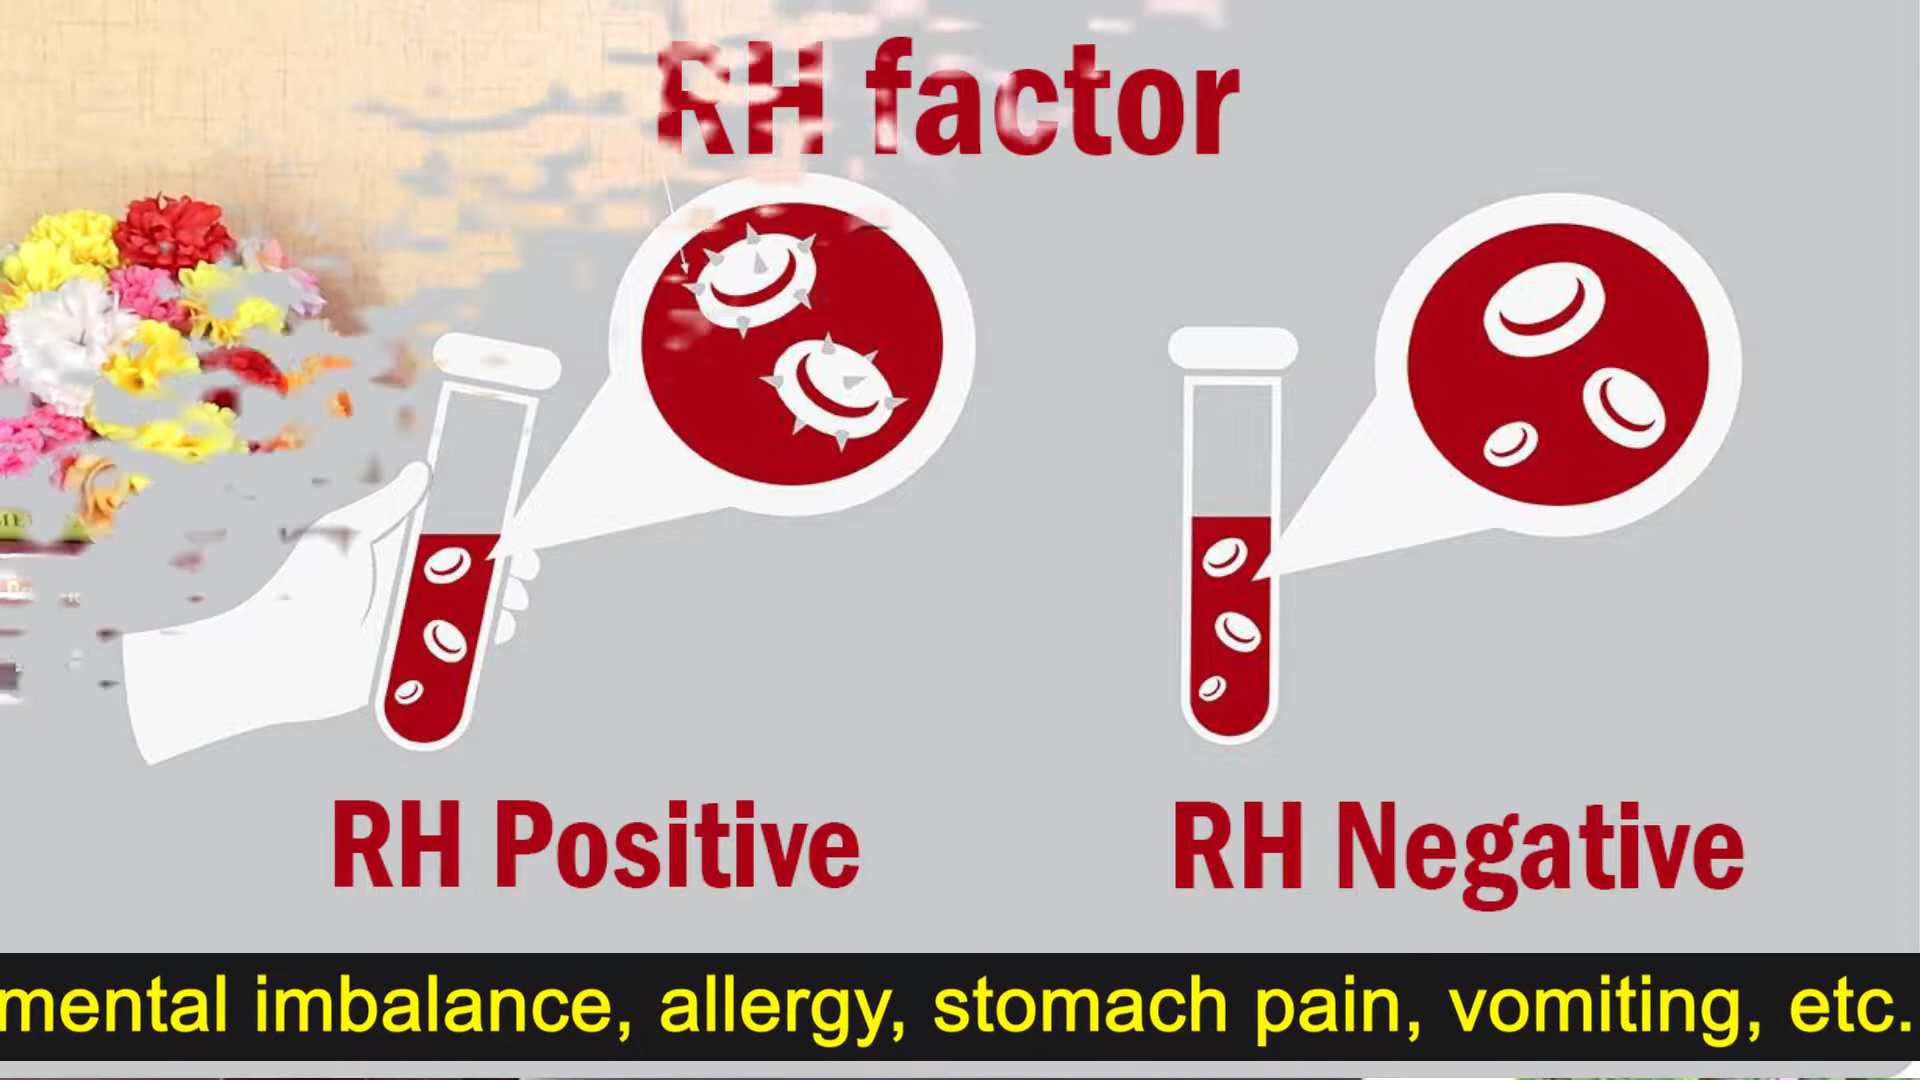 RH factor
RH Positive
RH Negative
mental imbalance, allergy, stomach pain, vomiting, etc.